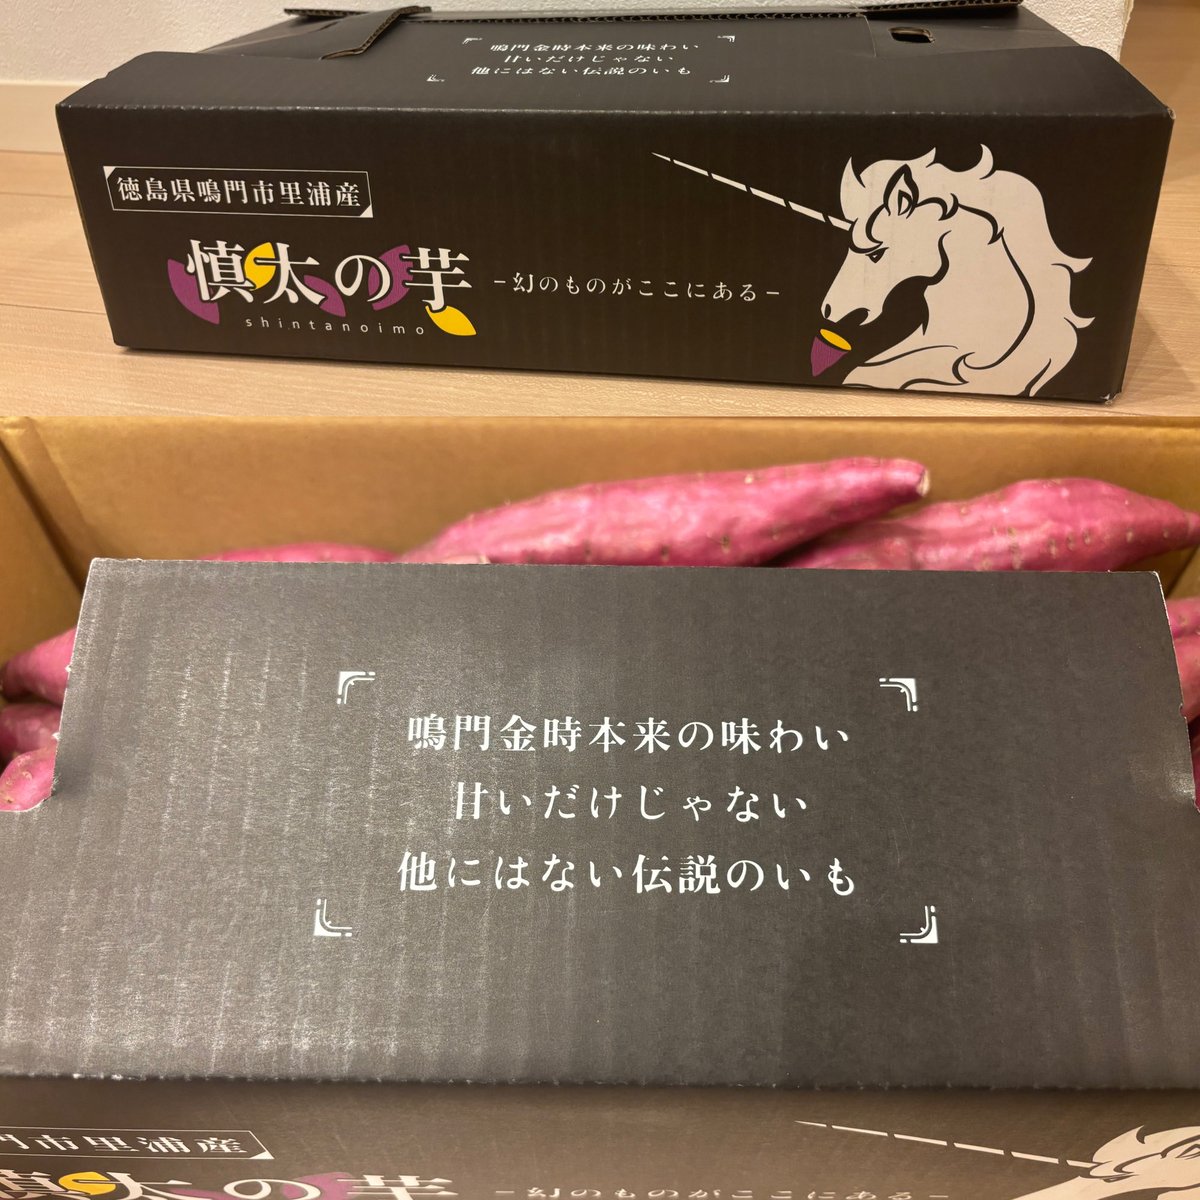 鳴門金時本来の味わい
甘いだけじゃない
他にはない伝説のいも
徳島県鳴門市里浦産
慎太の芋
-幻のものがここにある-
shintanoimo
鳴門金時本来の味わい
甘いだけじゃない
他にはない伝説のいも
門市里浦産
慎太の芋
-幻のものがここにある-